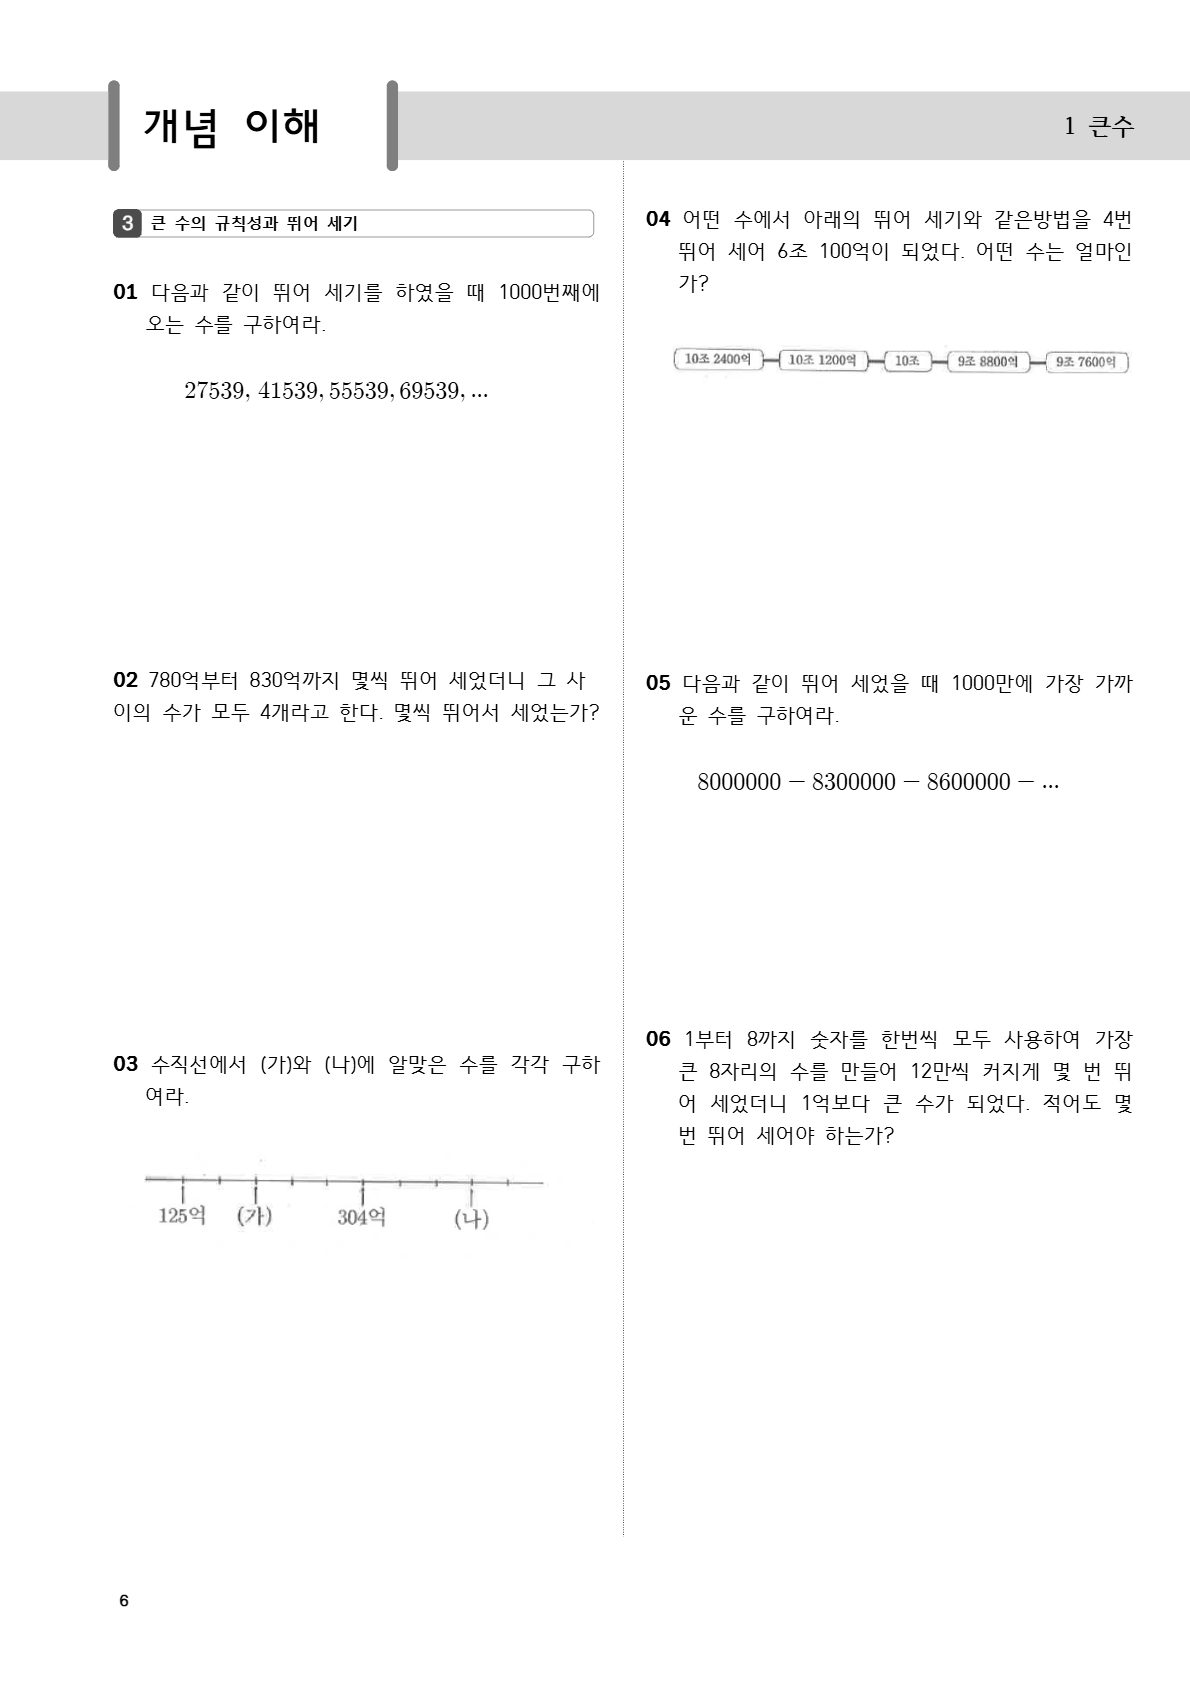 개념 이해
1 큰수
3 큰 수의 규칙성과 뛰어 세기
01 다음과 같이 뛰어 세기를 하였을 때 1000번째에
오는 수를 구하여라.
27539, 41539, 55539, 69539, ...
02 780억부터 830억까지 몇씩 뛰어 세었더니 그 사
이의 수가 모두 4개라고 한다. 몇씩 뛰어서 세었는가?
03 수직선에서 (가)와 (나)에 알맞은 수를 각각 구하
여라.
125억 (가) 304억 (나)
04 어떤 수에서 아래의 뛰어 세기와 같은방법을 4번
뛰어 세어 6조 100억이 되었다. 어떤 수는 얼마인
가?
10조 2400억 10조 1200억 10조 9조 8800억 9조 7600억
05 다음과 같이 뛰어 세었을 때 1000만에 가장 가까
운 수를 구하여라.
8000000 - 8300000 - 8600000 - ...
06 1부터 8까지 숫자를 한번씩 모두 사용하여 가장
큰 8자리의 수를 만들어 12만씩 커지게 몇 번 뛰
어 세었더니 1억보다 큰 수가 되었다. 적어도 몇
번 뛰어 세어야 하는가?
6